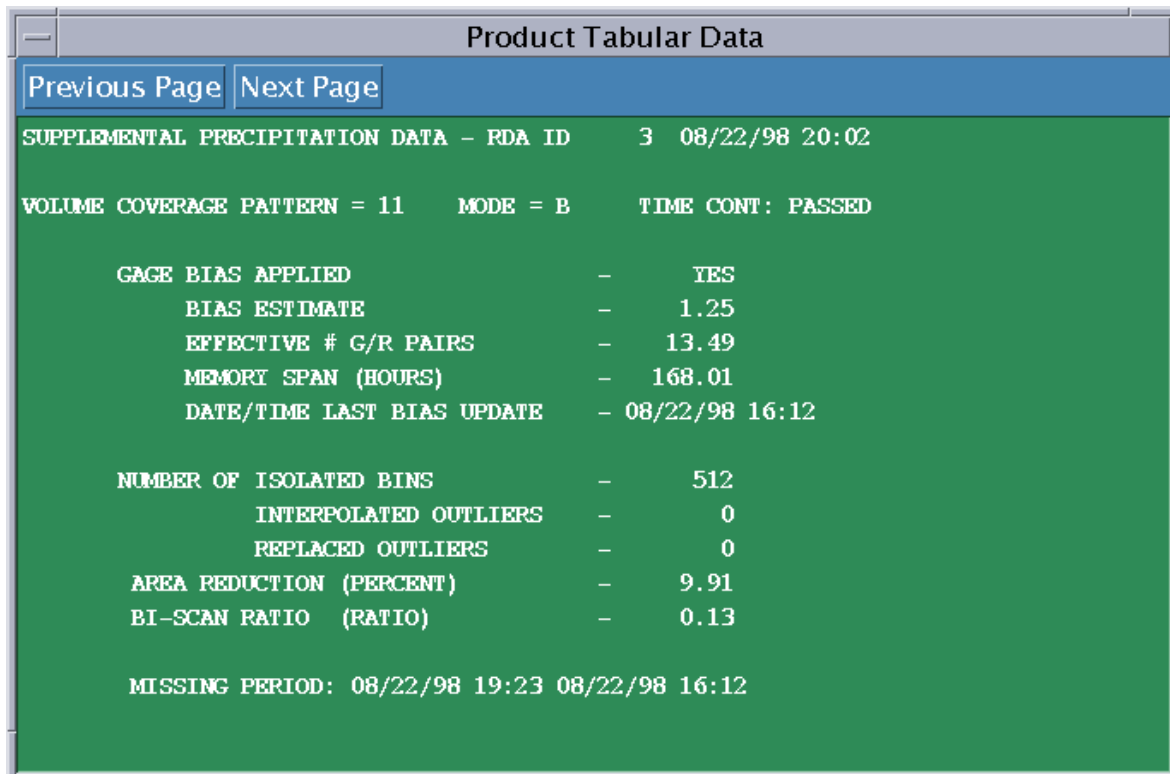 Product Tabular Data
Previous Page Next Page
SUPPLEMENTAL PRECIPITATION DATA - RDA ID 3 08/22/98 20:02
VOLUME COVERAGE PATTERN = 11 MODE = B TIME CONT: PASSED
GAGE BIAS APPLIED - YES
BIAS ESTIMATE - 1.25
EFFECTIVE # G/R PAIRS - 13.49
MEMORY SPAN (HOURS) - 168.01
DATE/TIME LAST BIAS UPDATE - 08/22/98 16:12
NUMBER OF ISOLATED BINS - 512
INTERPOLATED OUTLIERS - 0
REPLACED OUTLIERS - 0
AREA REDUCTION (PERCENT) - 9.91
BI-SCAN RATIO (RATIO) - 0.13
MISSING PERIOD: 08/22/98 19:23 08/22/98 16:12